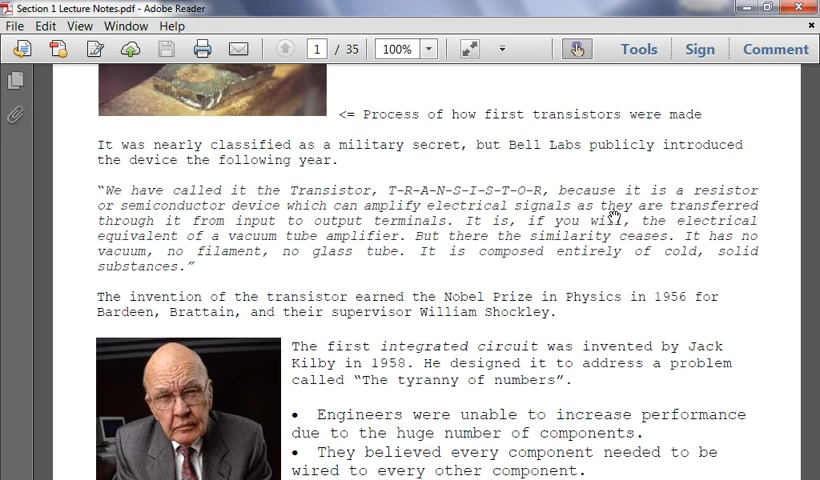 Section 1 Lecture Notes.pdf - Adobe Reader
File Edit View Window Help
1 / 35 100% Tools Sign Comment
<= Process of how first transistors were made
It was nearly classified as a military secret, but Bell Labs publicly introduced
the device the following year.
“We have called it the Transistor, T-R-A-N-S-I-S-T-O-R, because it is a resistor
or semiconductor device which can amplify electrical signals as they are transferred
through it from input to output terminals. It is, if you will, the electrical
equivalent of a vacuum tube amplifier. But there the similarity ceases. It has no
vacuum, no filament, no glass tube. It is composed entirely of cold, solid
substances.”
The invention of the transistor earned the Nobel Prize in Physics in 1956 for
Bardeen, Brattain, and their supervisor William Shockley.
The first integrated circuit was invented by Jack
Kilby in 1958. He designed it to address a problem
called “The tyranny of numbers”.
• Engineers were unable to increase performance
due to the huge number of components.
• They believed every component needed to be
wired to every other component.